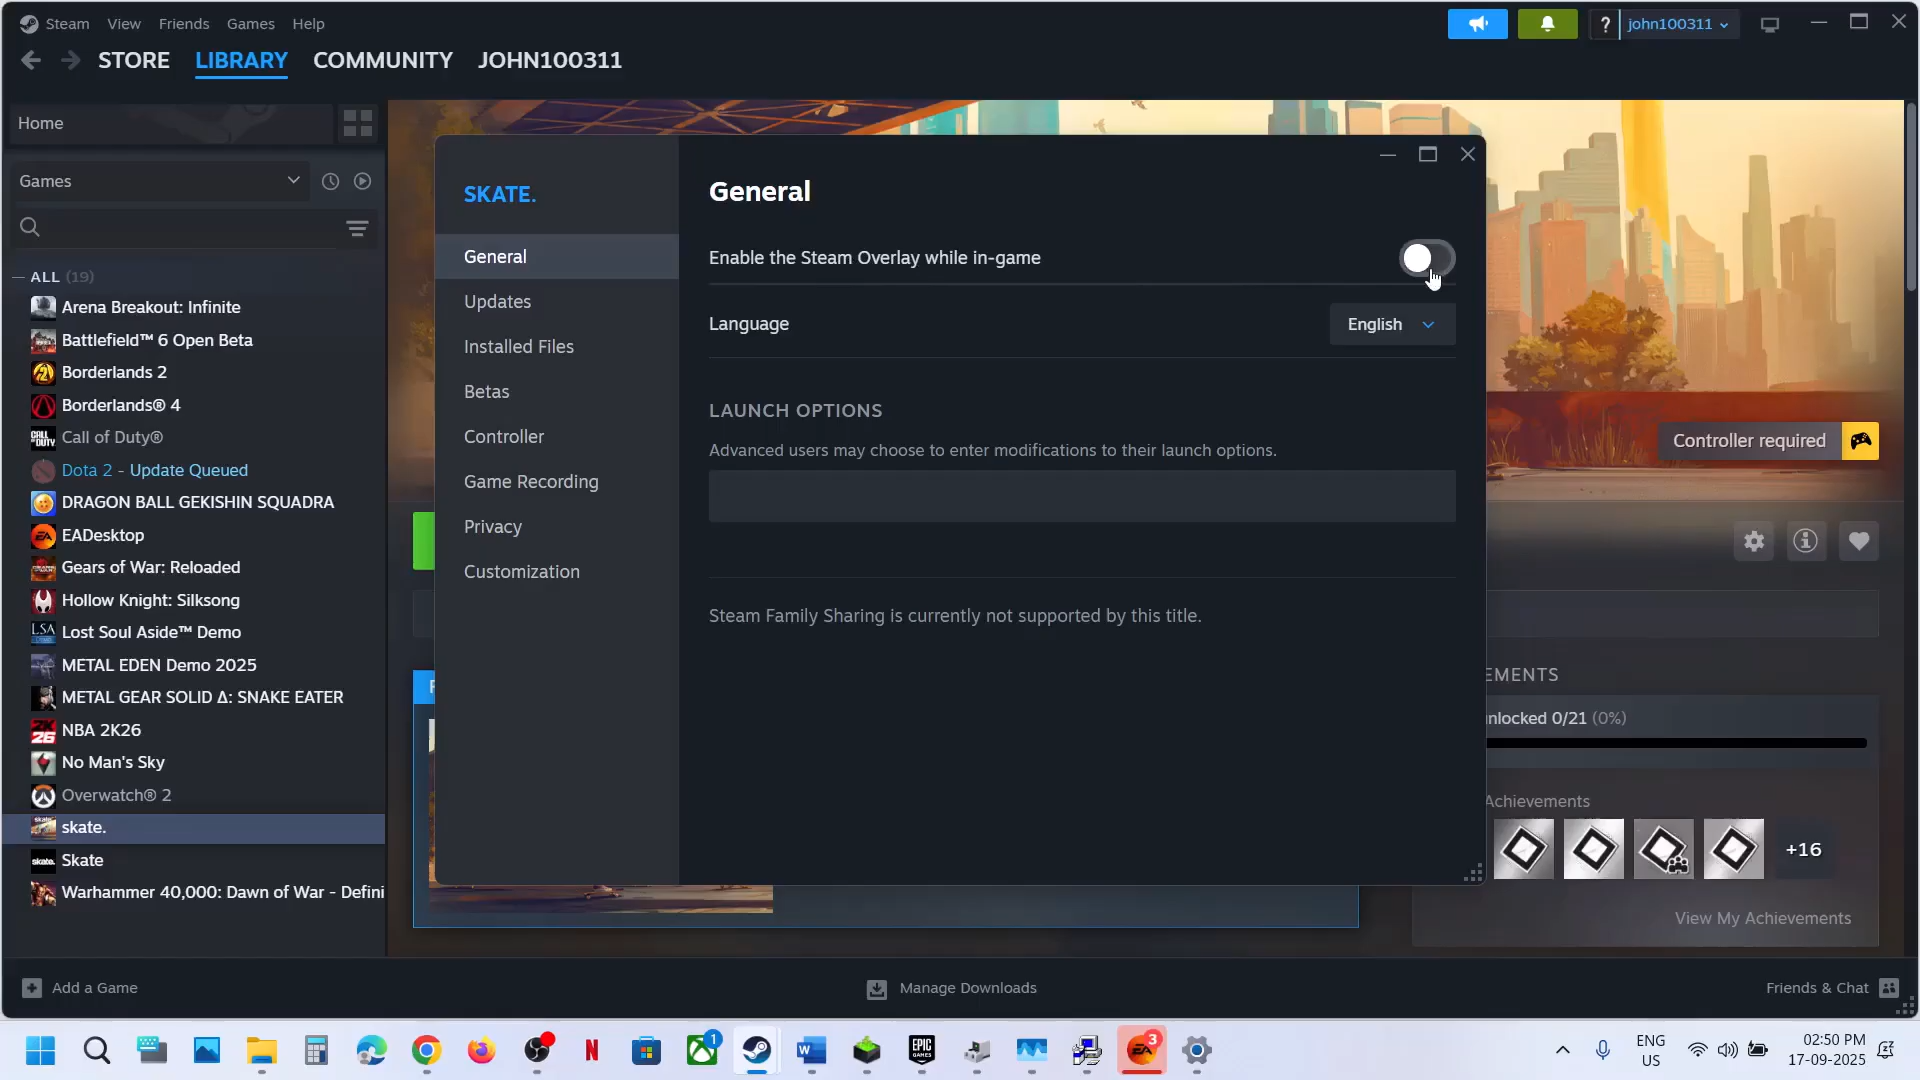 Steam View Friends Games Help
? john100311
STORE LIBRARY COMMUNITY JOHN100311
Home
Games
ALL (19)
Arena Breakout: Infinite
Battlefield™ 6 Open Beta
Borderlands 2
Borderlands® 4
Call of Duty®
Dota 2 - Update Queued
DRAGON BALL GEKISHIN SQUADRA
EADesktop
Gears of War: Reloaded
Hollow Knight: Silksong
Lost Soul Aside™ Demo
METAL EDEN Demo 2025
METAL GEAR SOLID Δ: SNAKE EATER
NBA 2K26
No Man's Sky
Overwatch® 2
skate.
Skate
Warhammer 40,000: Dawn of War - Defini
SKATE.
General
Updates
Installed Files
Betas
Controller
Game Recording
Privacy
Customization
General
Enable the Steam Overlay while in-game
Language English
LAUNCH OPTIONS
Advanced users may choose to enter modifications to their launch options.
Steam Family Sharing is currently not supported by this title.
Controller required
EMENTS
nlocked 0/21 (0%)
Achievements
+16
View My Achievements
Add a Game
Manage Downloads
Friends & Chat
1
3
ENG
US
02:50 PM
17-09-2025